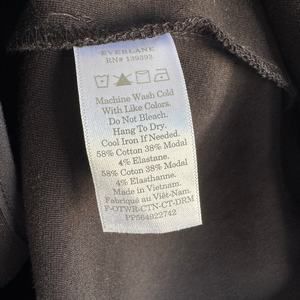 EVERLANE
RN# 139393
Machine Wash Cold
With Like Colors.
Do Not Bleach.
Hang To Dry.
Cool Iron If Needed.
58% Cotton 38% Modal
4% Elastane.
58% Coton 38% Modal
4% Elasthanne.
Made in Vietnam.
Fabriqué au Viêt-Nam.
F-OTWR-CTN-CT-DRM
PP564922742